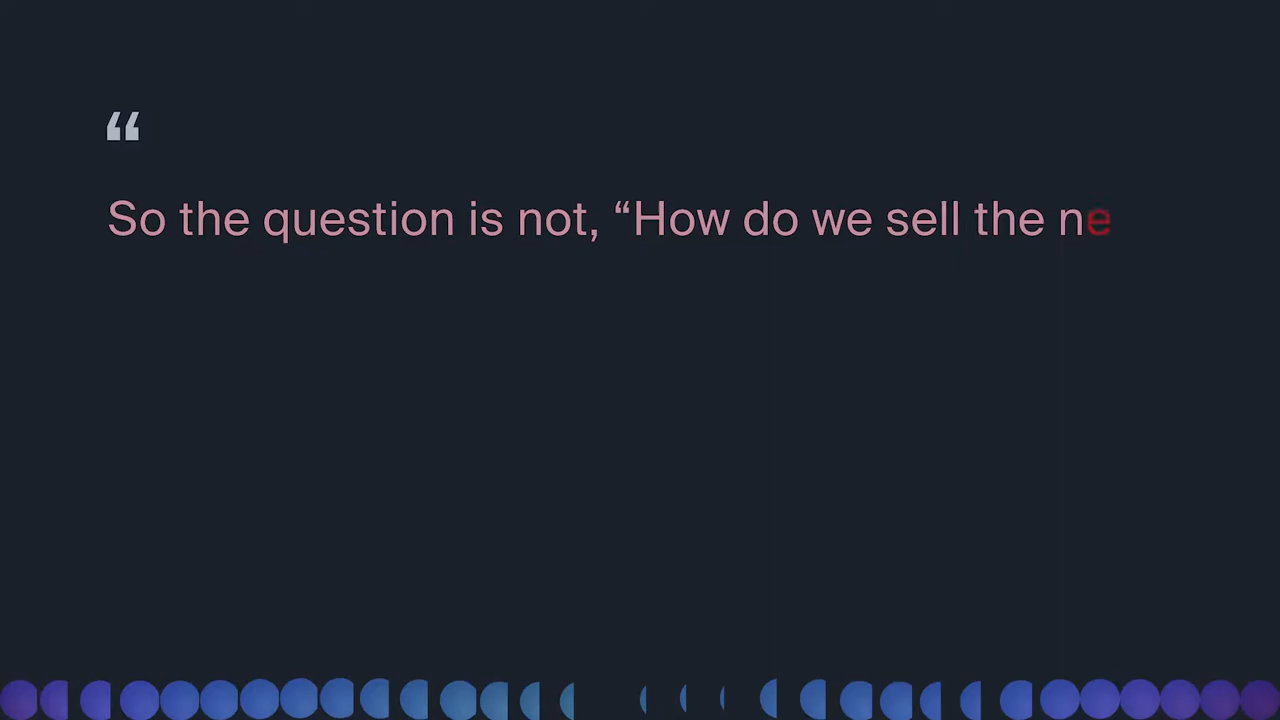 “
So the question is not, “How do we sell the ne